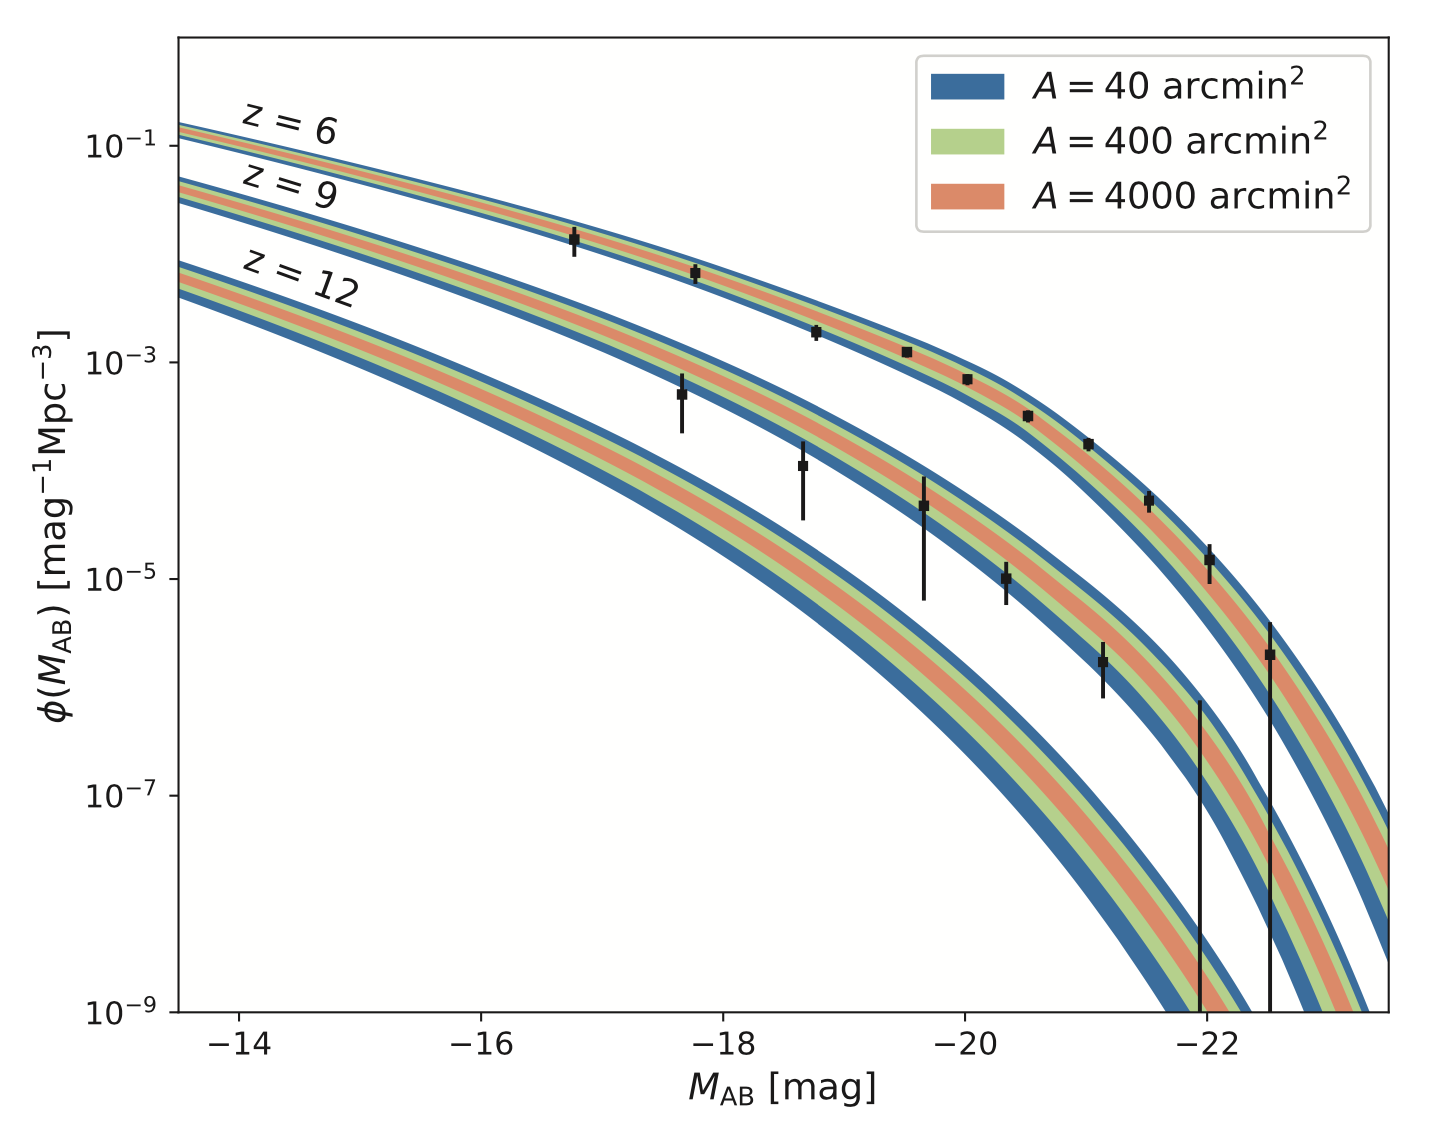 A = 40 arcmin²
A = 400 arcmin²
A = 4000 arcmin²
z = 6
z = 9
z = 12
10⁻¹
10⁻³
10⁻⁵
10⁻⁷
10⁻⁹
ϕ(M_AB) [mag⁻¹Mpc⁻³]
−14 −16 −18 −20 −22
M_AB [mag]